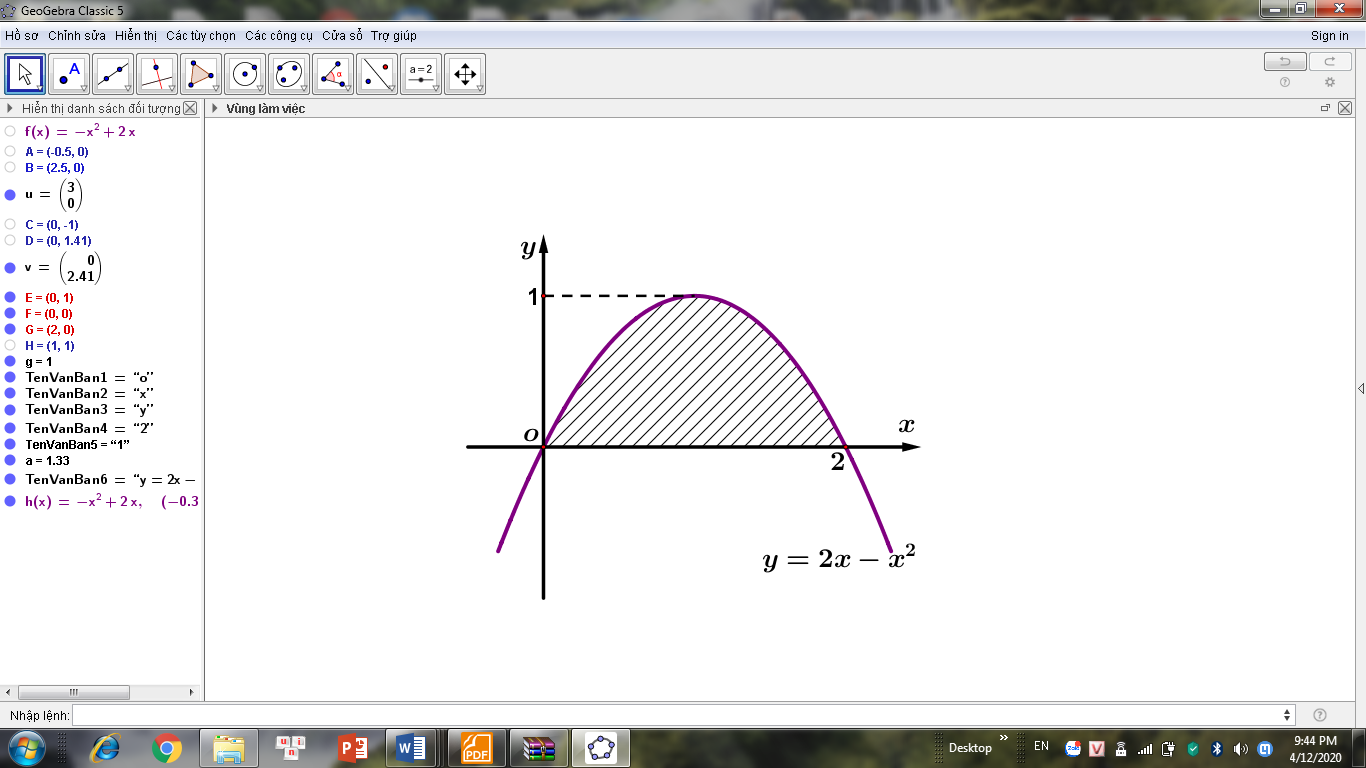 GeoGebra Classic 5
Hồ sơ Chỉnh sửa Hiển thị Các tùy chọn Các công cụ Cửa sổ Trợ giúp Sign in
A α a = 2
Hiển thị danh sách đối tượng Vùng làm việc
f(x) = −x² + 2 x
A = (-0.5, 0)
B = (2.5, 0)
u = (3 0)
C = (0, -1)
D = (0, 1.41)
v = (0 2.41)
E = (0, 1)
F = (0, 0)
G = (2, 0)
H = (1, 1)
g = 1
TenVanBan1 = “o”
TenVanBan2 = “x”
TenVanBan3 = “y”
TenVanBan4 = “2”
TenVanBan5 = “1”
a = 1.33
TenVanBan6 = “y = 2x −
h(x) = −x² + 2 x, (−0.3
y
1
o
x
2
y = 2x − x²
Nhập lệnh:
Desktop EN 9:44 PM
4/12/2020